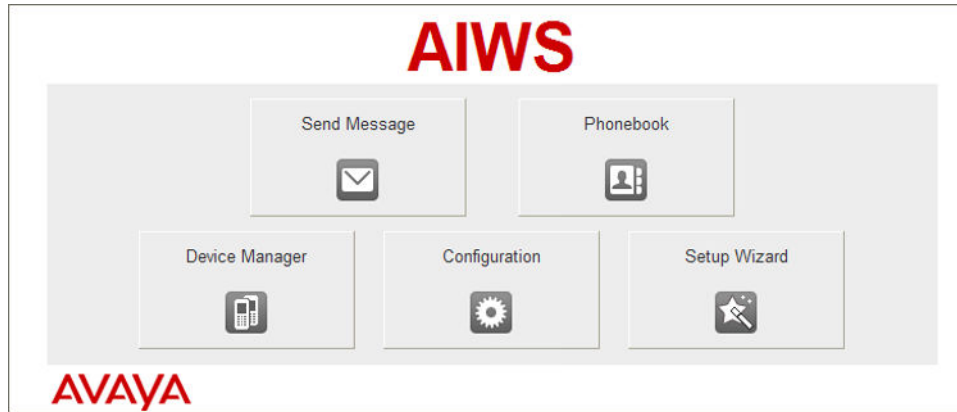 AIWS
Send Message
Phonebook
Device Manager
Configuration
Setup Wizard
AVAYA